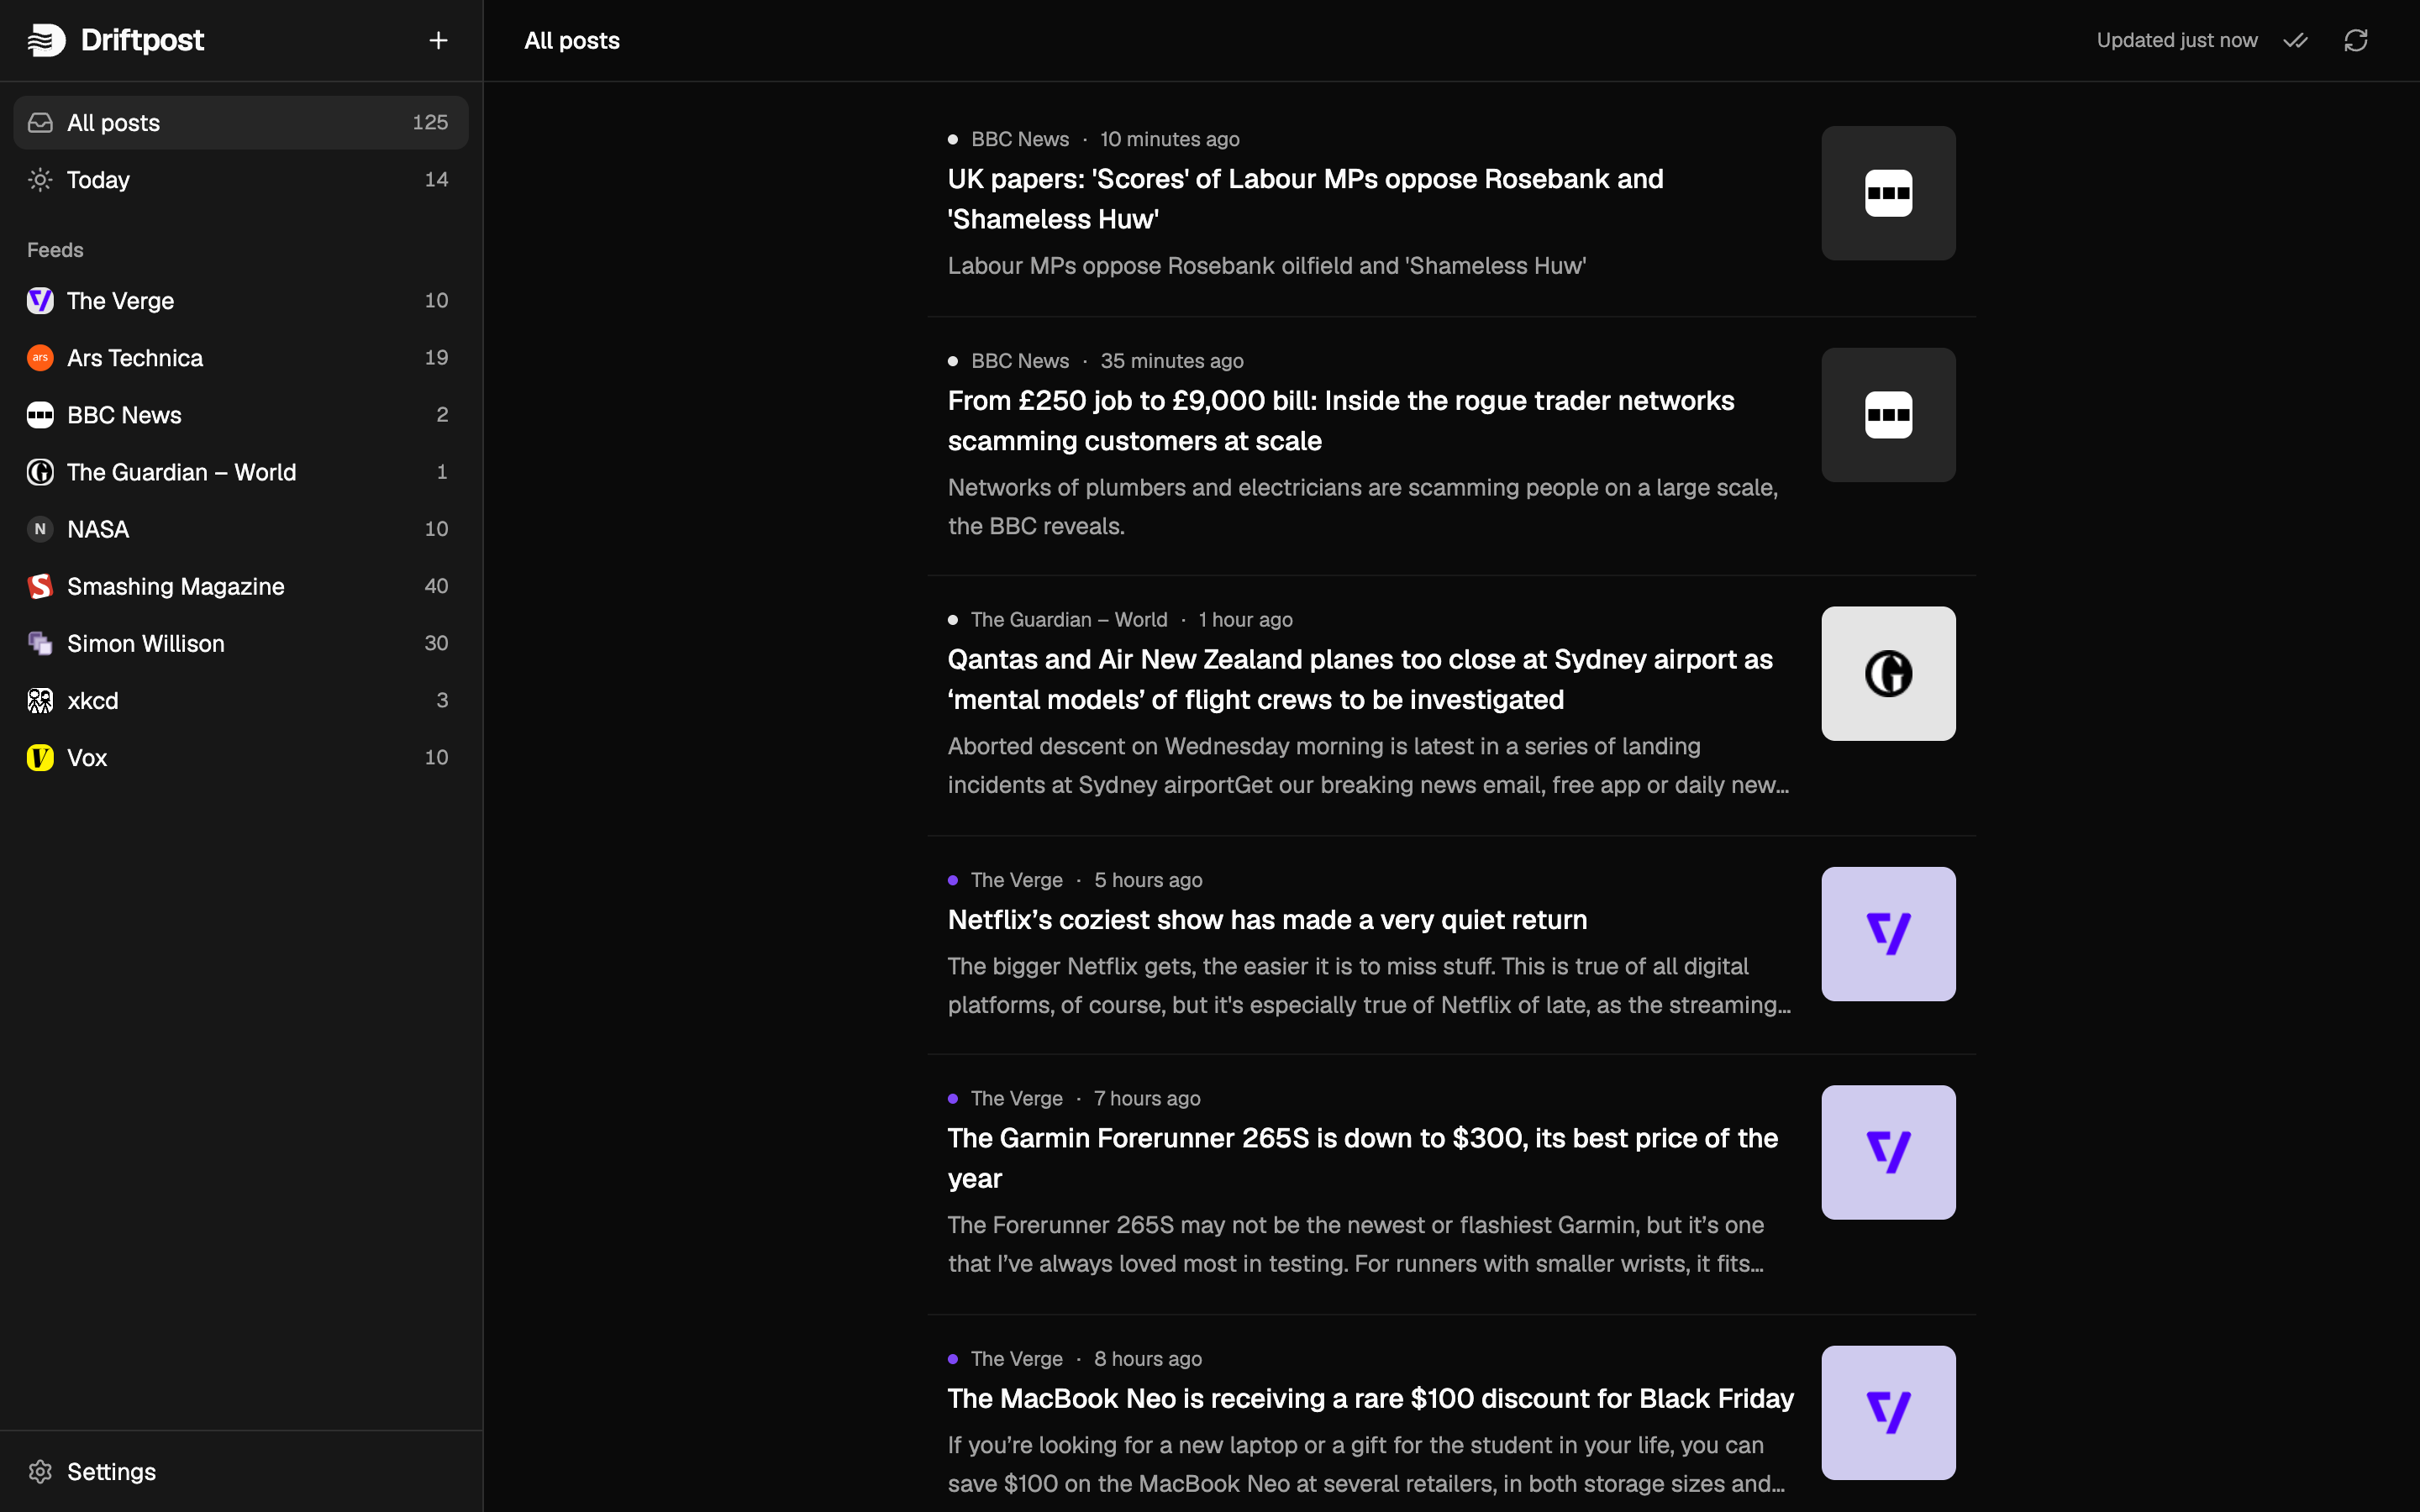 Driftpost
All posts 125
Today 14
Feeds
The Verge 10
ars Ars Technica 19
BBC News 2
The Guardian – World 1
N NASA 10
Smashing Magazine 40
Simon Willison 30
xkcd 3
Vox 10
Settings
All posts
Updated just now
BBC News · 10 minutes ago
UK papers: 'Scores' of Labour MPs oppose Rosebank and
'Shameless Huw'
Labour MPs oppose Rosebank oilfield and 'Shameless Huw'
BBC News · 35 minutes ago
From £250 job to £9,000 bill: Inside the rogue trader networks
scamming customers at scale
Networks of plumbers and electricians are scamming people on a large scale,
the BBC reveals.
The Guardian – World · 1 hour ago
Qantas and Air New Zealand planes too close at Sydney airport as
‘mental models’ of flight crews to be investigated
Aborted descent on Wednesday morning is latest in a series of landing
incidents at Sydney airportGet our breaking news email, free app or daily new…
The Verge · 5 hours ago
Netflix’s coziest show has made a very quiet return
The bigger Netflix gets, the easier it is to miss stuff. This is true of all digital
platforms, of course, but it's especially true of Netflix of late, as the streaming…
The Verge · 7 hours ago
The Garmin Forerunner 265S is down to $300, its best price of the
year
The Forerunner 265S may not be the newest or flashiest Garmin, but it’s one
that I’ve always loved most in testing. For runners with smaller wrists, it fits…
The Verge · 8 hours ago
The MacBook Neo is receiving a rare $100 discount for Black Friday
If you’re looking for a new laptop or a gift for the student in your life, you can
save $100 on the MacBook Neo at several retailers, in both storage sizes and…